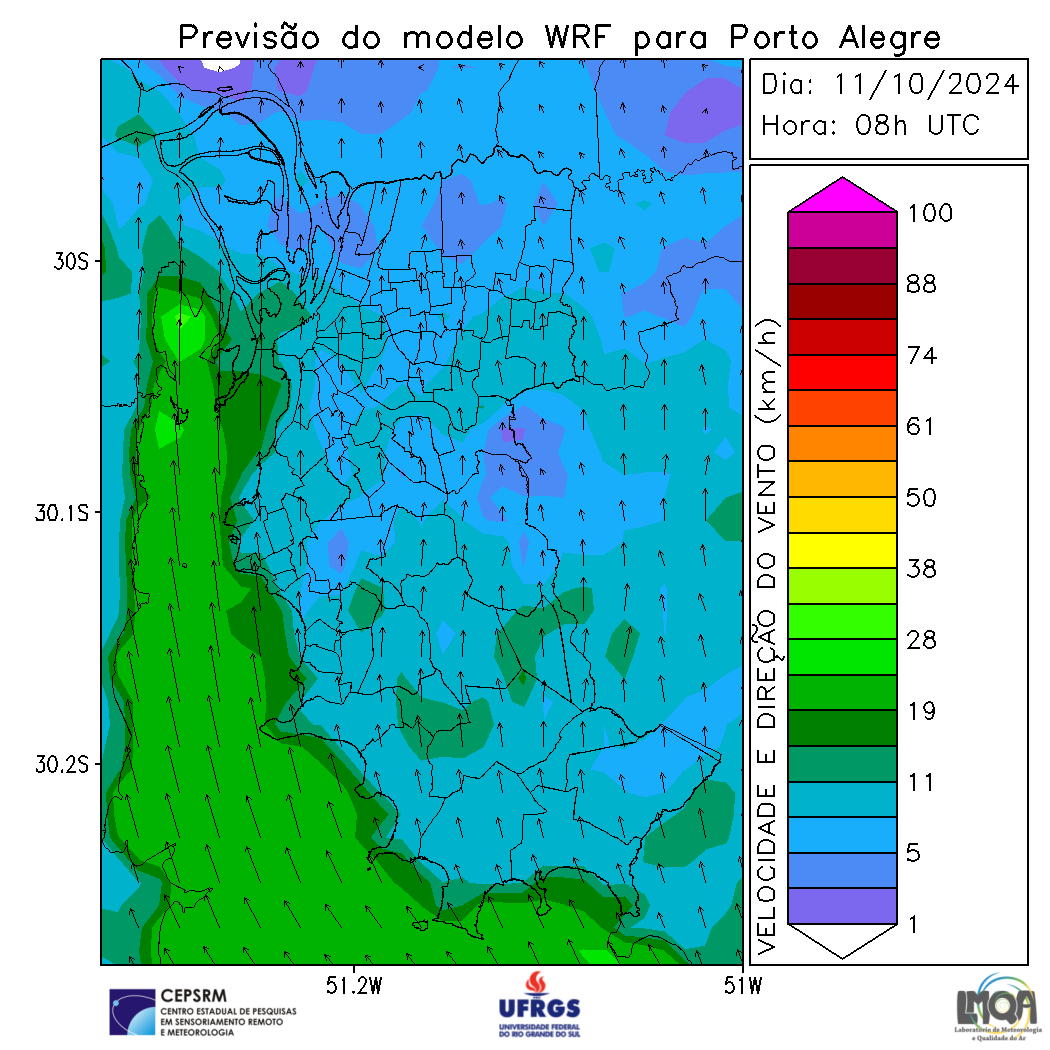 Previsão do modelo WRF para Porto Alegre
Dia: 11/10/2024
Hora: 08h UTC
30S
30.1S
30.2S
51.2W
51W
VELOCIDADE E DIREÇÃO DO VENTO (km/h)
100
88
74
61
50
38
28
19
11
5
1
CEPSRM
CENTRO ESTADUAL DE PESQUISAS
EM SENSORIAMENTO REMOTO
E METEOROLOGIA
UFRGS
UNIVERSIDADE FEDERAL
DO RIO GRANDE DO SUL
LMQA
Laboratório de Meteorologia
e Qualidade do Ar